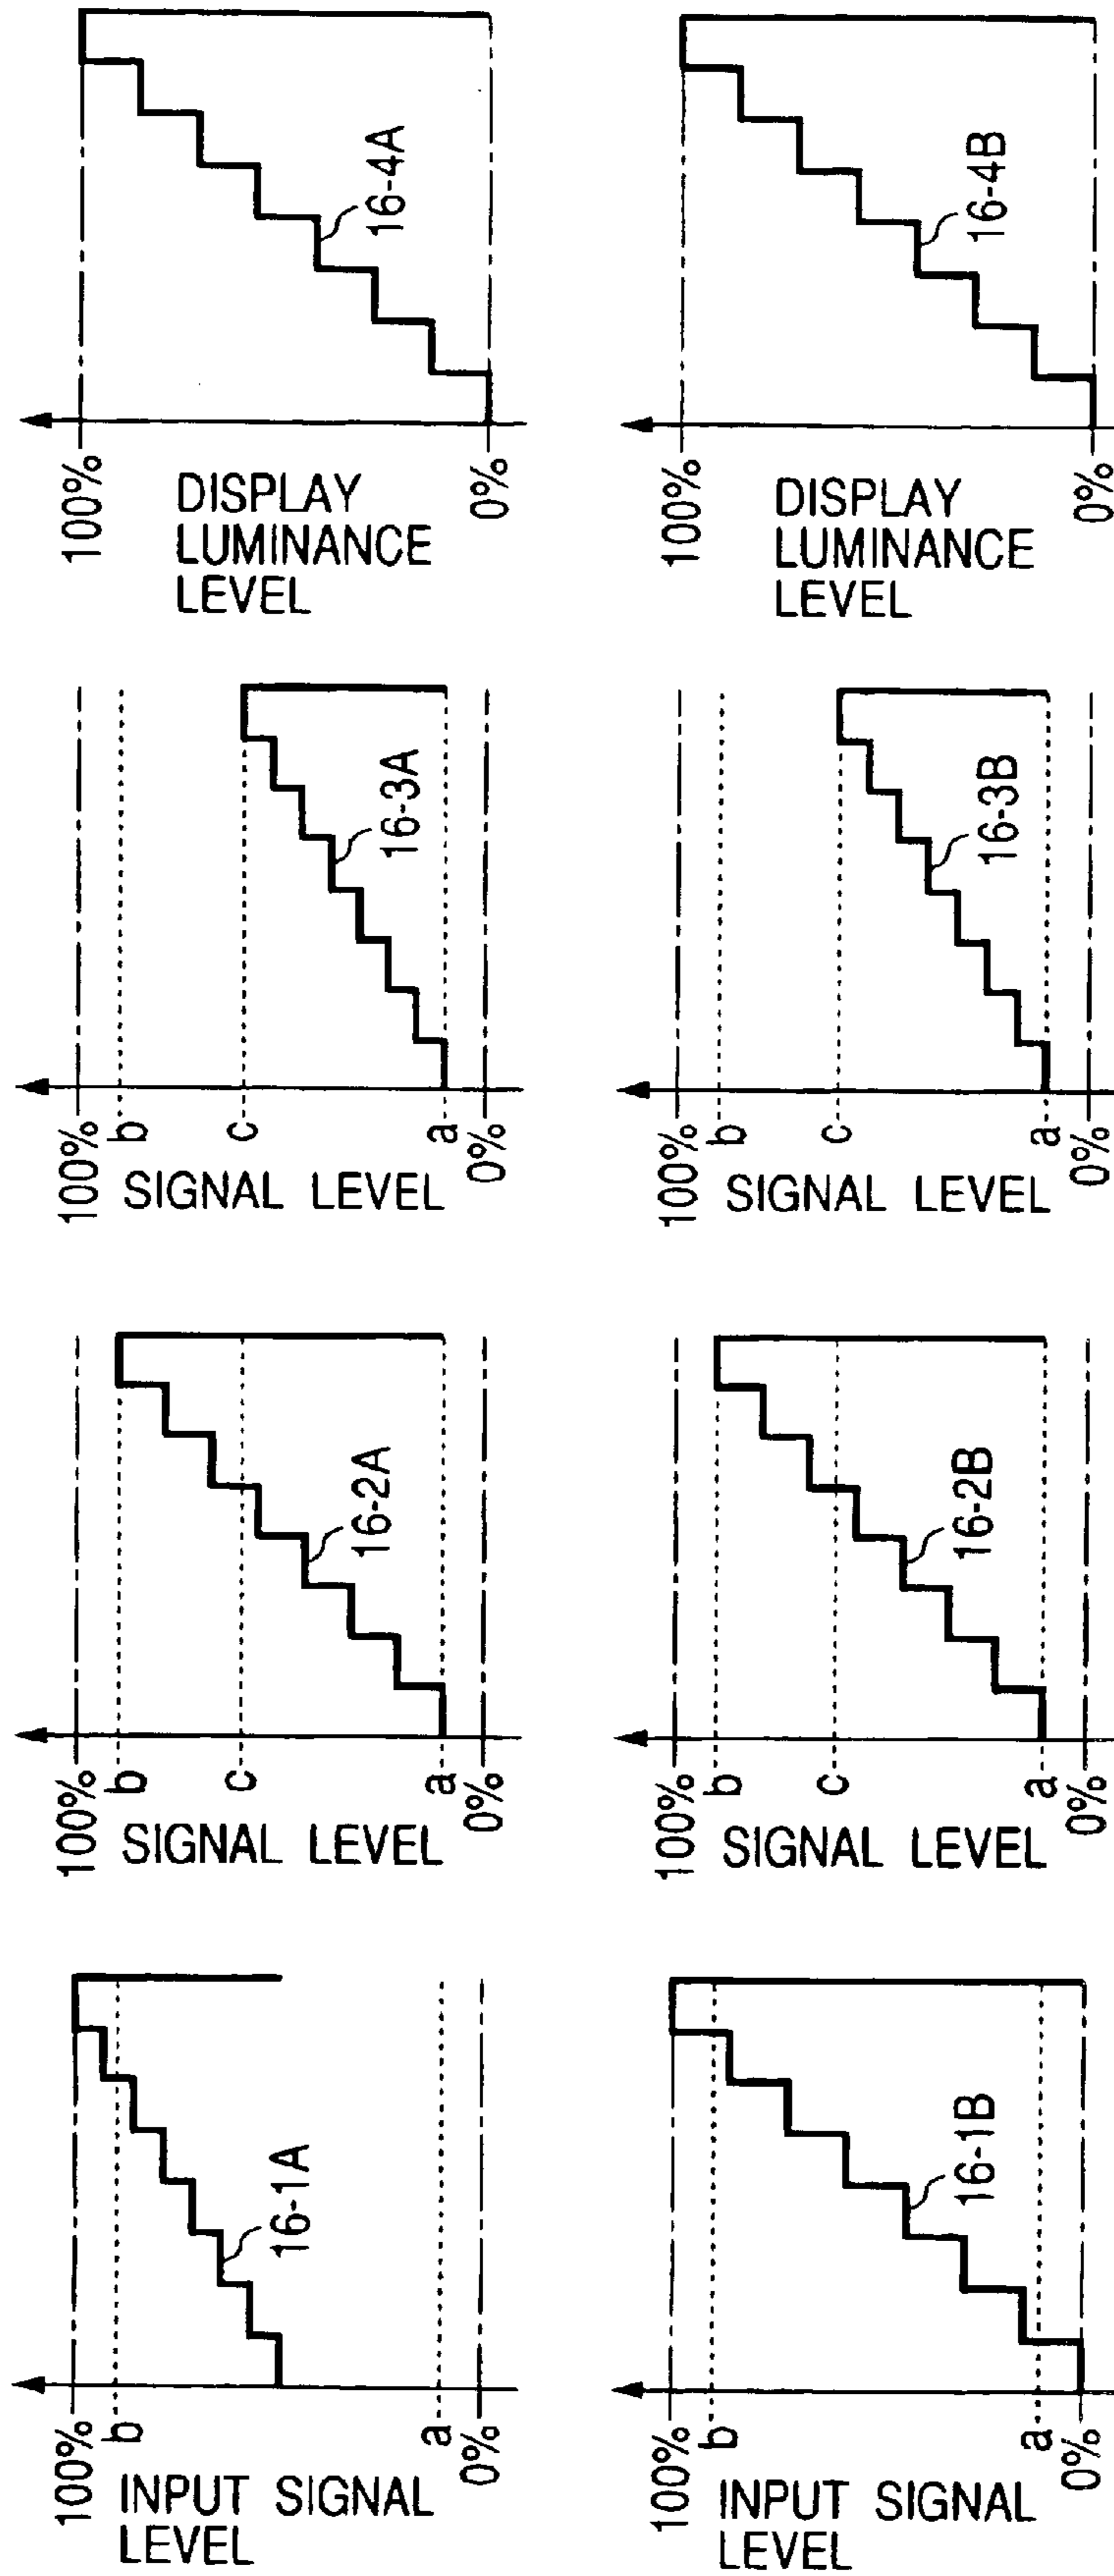 100%
b
a
0%
INPUT SIGNAL
LEVEL
16-1A
100%
b
c
a
0%
SIGNAL LEVEL
16-2A
100%
b
c
a
0%
SIGNAL LEVEL
16-3A
100%
0%
DISPLAY
LUMINANCE
LEVEL
16-4A
100%
b
a
0%
INPUT SIGNAL
LEVEL
16-1B
100%
b
c
a
0%
SIGNAL LEVEL
16-2B
100%
b
c
a
0%
SIGNAL LEVEL
16-3B
100%
0%
DISPLAY
LUMINANCE
LEVEL
16-4B